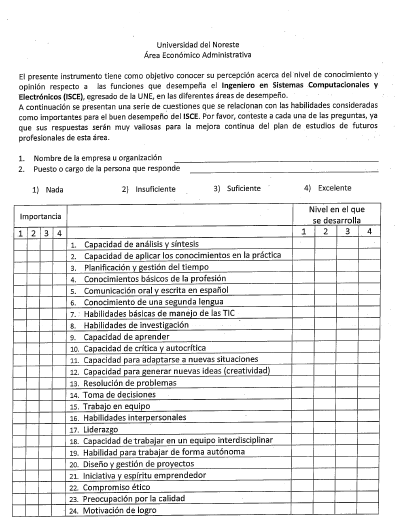 Universidad del Noreste
Área Económico Administrativa
El presente instrumento tiene como objetivo conocer su percepción acerca del nivel de conocimiento y
opinión respecto a las funciones que desempeña el Ingeniero en Sistemas Computacionales y
Electrónicos (ISCE), egresado de la UNE, en las diferentes áreas de desempeño.
A continuación se presentan una serie de cuestiones que se relacionan con las habilidades consideradas
como importantes para el buen desempeño del ISCE. Por favor, conteste a cada una de las preguntas, ya
que sus respuestas serán muy valiosas para la mejora continua del plan de estudios de futuros
profesionales de esta área.
1. Nombre de la empresa u organización
2. Puesto o cargo de la persona que responde
1) Nada 2) Insuficiente 3) Suficiente 4) Excelente
Importancia
Nivel en el que
se desarrolla
1 2 3 4 1 2 3 4
1. Capacidad de análisis y síntesis
2. Capacidad de aplicar los conocimientos en la práctica
3. Planificación y gestión del tiempo
4. Conocimientos básicos de la profesión
5. Comunicación oral y escrita en español
6. Conocimiento de una segunda lengua
7. Habilidades básicas de manejo de las TIC
8. Habilidades de investigación
9. Capacidad de aprender
10. Capacidad de crítica y autocrítica
11. Capacidad para adaptarse a nuevas situaciones
12. Capacidad para generar nuevas ideas (creatividad)
13. Resolución de problemas
14. Toma de decisiones
15. Trabajo en equipo
16. Habilidades interpersonales
17. Liderazgo
18. Capacidad de trabajar en un equipo interdisciplinar
19. Habilidad para trabajar de forma autónoma
20. Diseño y gestión de proyectos
21. Iniciativa y espíritu emprendedor
22. Compromiso ético
23. Preocupación por la calidad
24. Motivación de logro